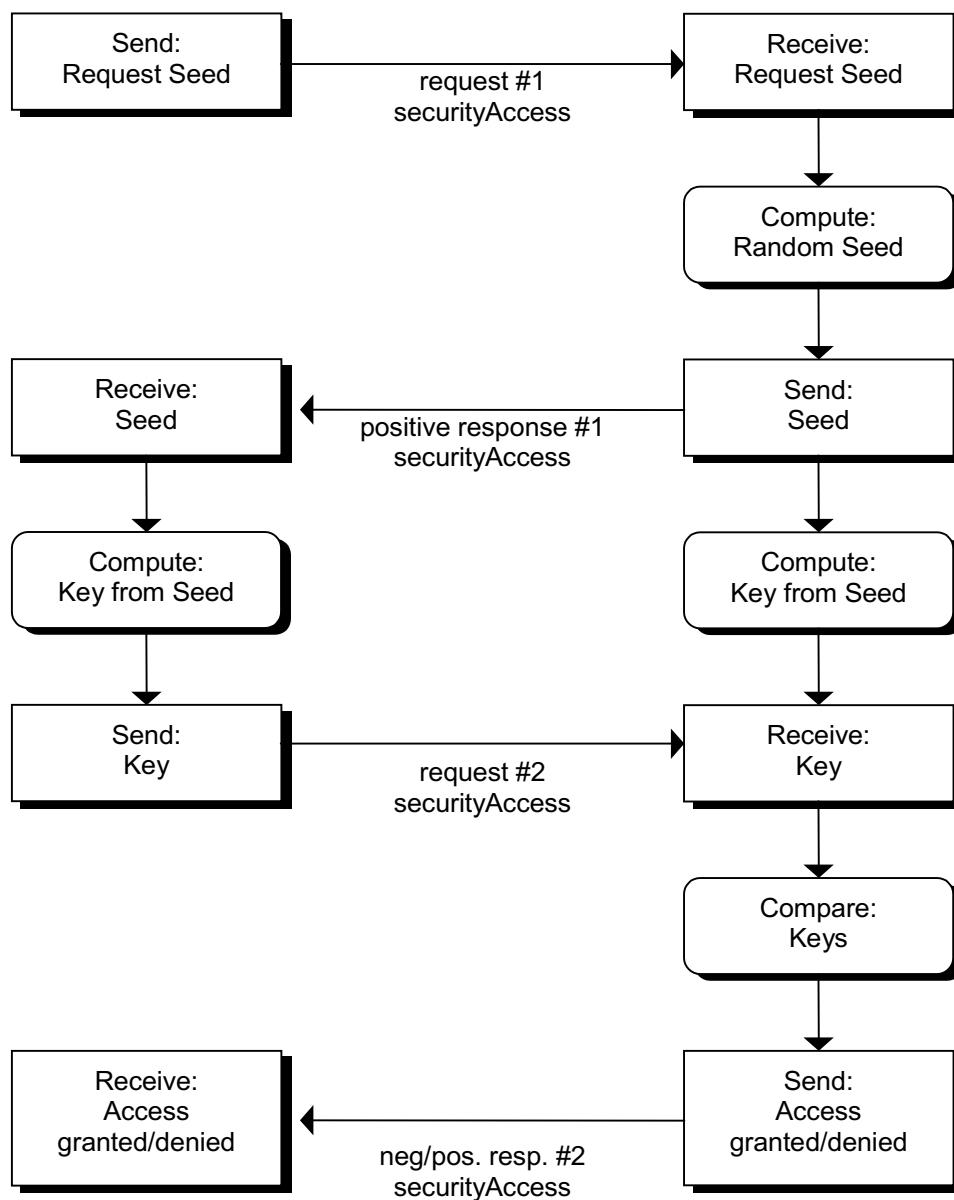 Send:
Request Seed
request #1
securityAccess
Receive:
Request Seed
Compute:
Random Seed
Receive:
Seed
positive response #1
securityAccess
Send:
Seed
Compute:
Key from Seed
Compute:
Key from Seed
Send:
Key
request #2
securityAccess
Receive:
Key
Compare:
Keys
Receive:
Access
granted/denied
neg/pos. resp. #2
securityAccess
Send:
Access
granted/denied